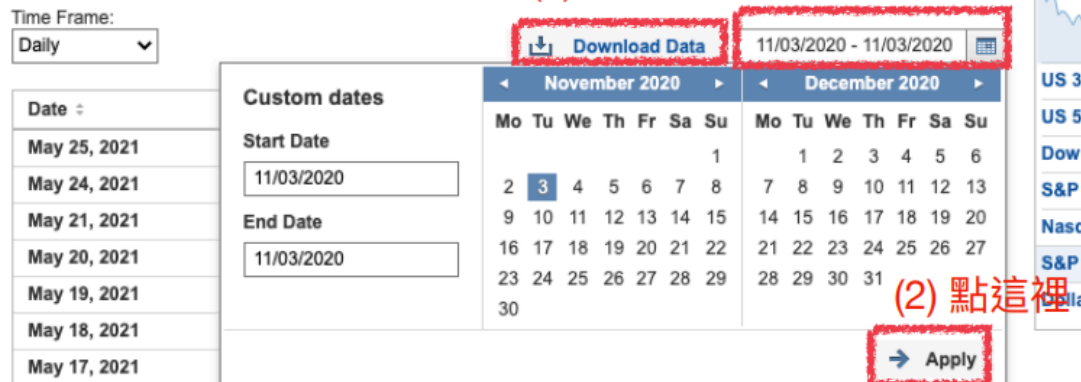 Time Frame:
Daily
Download Data
11/03/2020 - 11/03/2020
Date
May 25, 2021
May 24, 2021
May 21, 2021
May 20, 2021
May 19, 2021
May 18, 2021
May 17, 2021
Custom dates
Start Date
11/03/2020
End Date
11/03/2020
November 2020
Mo Tu We Th Fr Sa Su
1
2 3 4 5 6 7 8
9 10 11 12 13 14 15
16 17 18 19 20 21 22
23 24 25 26 27 28 29
30
December 2020
Mo Tu We Th Fr Sa Su
1 2 3 4 5 6
7 8 9 10 11 12 13
14 15 16 17 18 19 20
21 22 23 24 25 26 27
28 29 30 31
(2) 點這裡
Apply
US 3
US 5
Dow
S&P
S&P